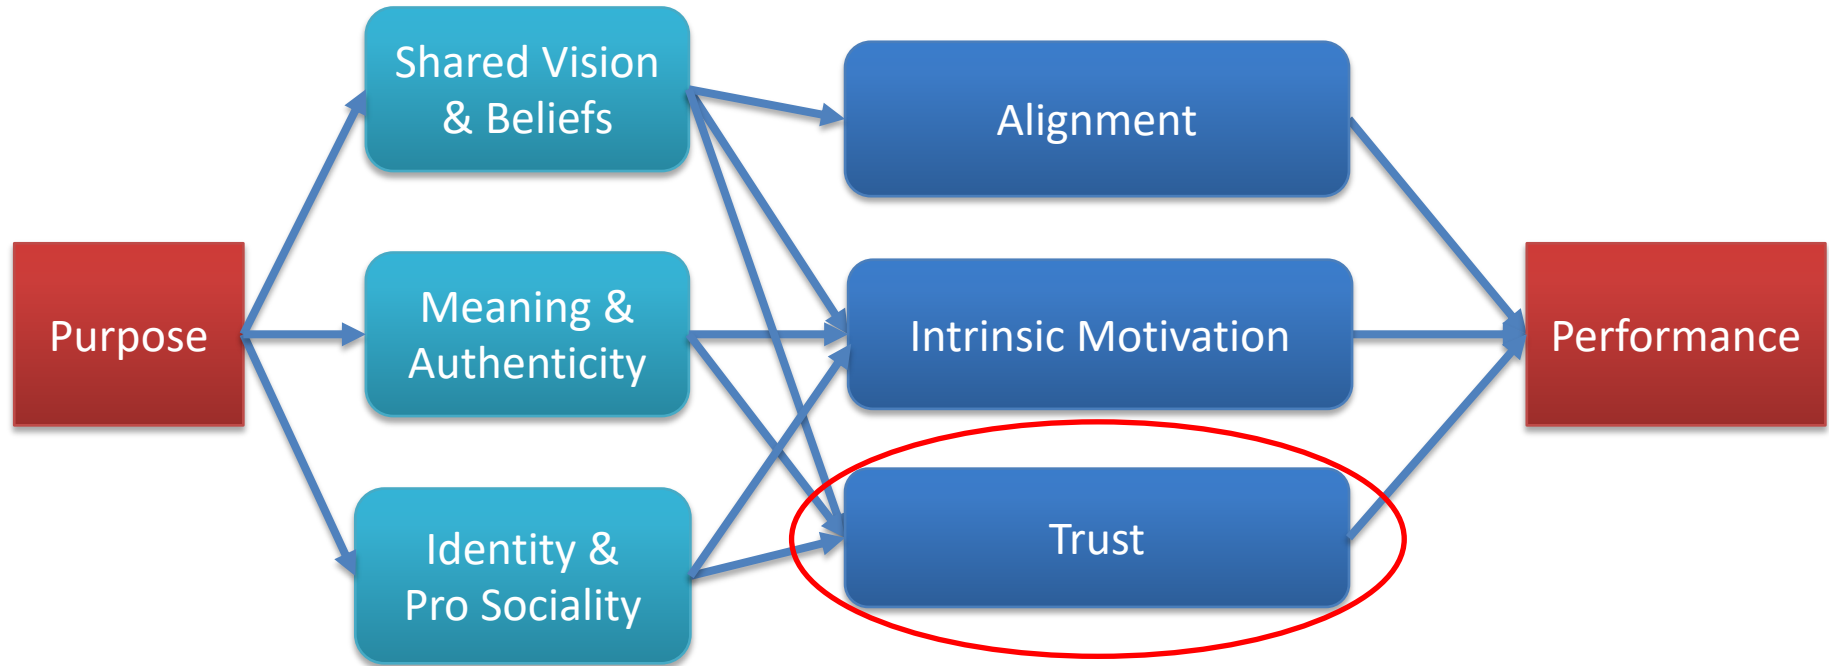 Purpose
Shared Vision
& Beliefs
Meaning &
Authenticity
Identity &
Pro Sociality
Alignment
Intrinsic Motivation
Trust
Performance